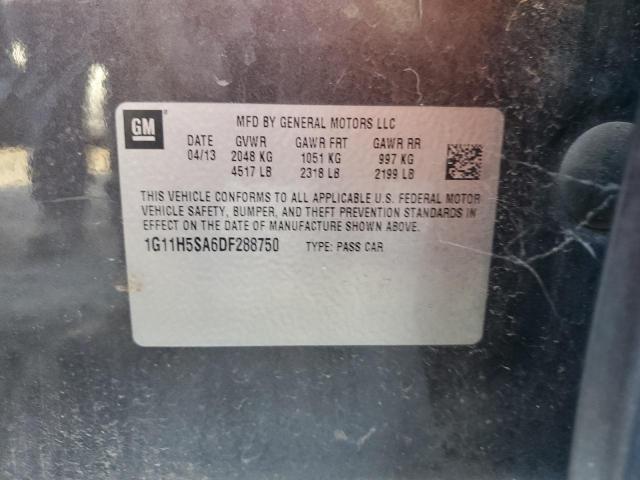 GM
MFD BY GENERAL MOTORS LLC
DATE GVWR GAWR FRT GAWR RR
04/13 2048 KG 1051 KG 997 KG
4517 LB 2318 LB 2199 LB
THIS VEHICLE CONFORMS TO ALL APPLICABLE U.S. FEDERAL MOTOR
VEHICLE SAFETY, BUMPER, AND THEFT PREVENTION STANDARDS IN
EFFECT ON THE DATE OF MANUFACTURE SHOWN ABOVE.
1G11H5SA6DF288750 TYPE: PASS CAR